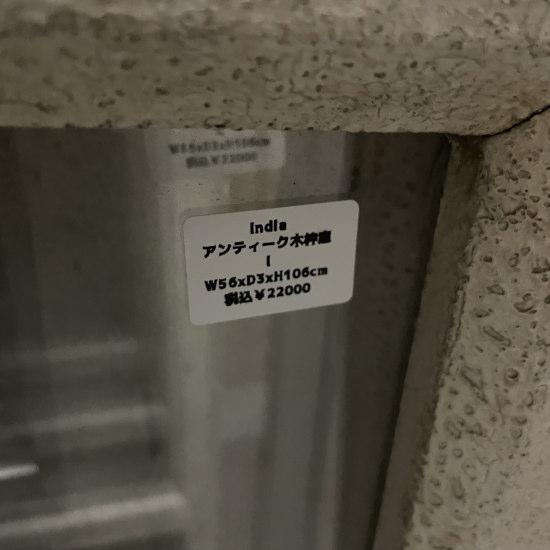 India
アンティーク木枠窓
I
W56xD3xH106cm
税込¥22000